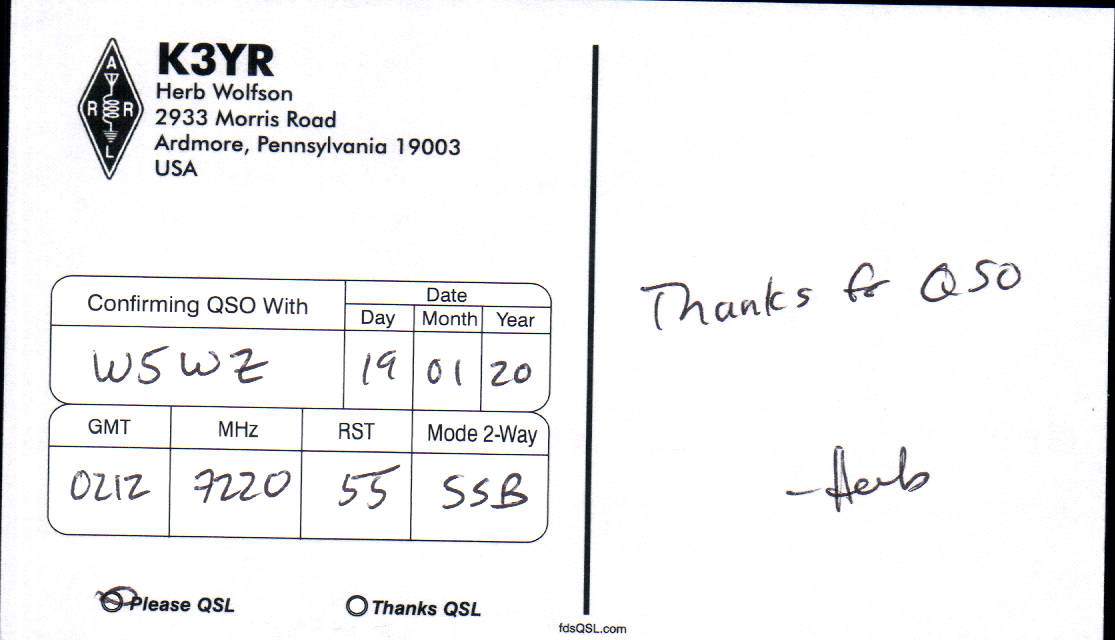 A
R R
L
K3YR
Herb Wolfson
2933 Morris Road
Ardmore, Pennsylvania 19003
USA
Confirming QSO With
Date
Day Month Year
W5WZ 19 01 20
GMT MHz RST Mode 2-Way
0212 7220 55 SSB
Please QSL Thanks QSL
Thanks for QSO
-Herb
fdsQSL.com